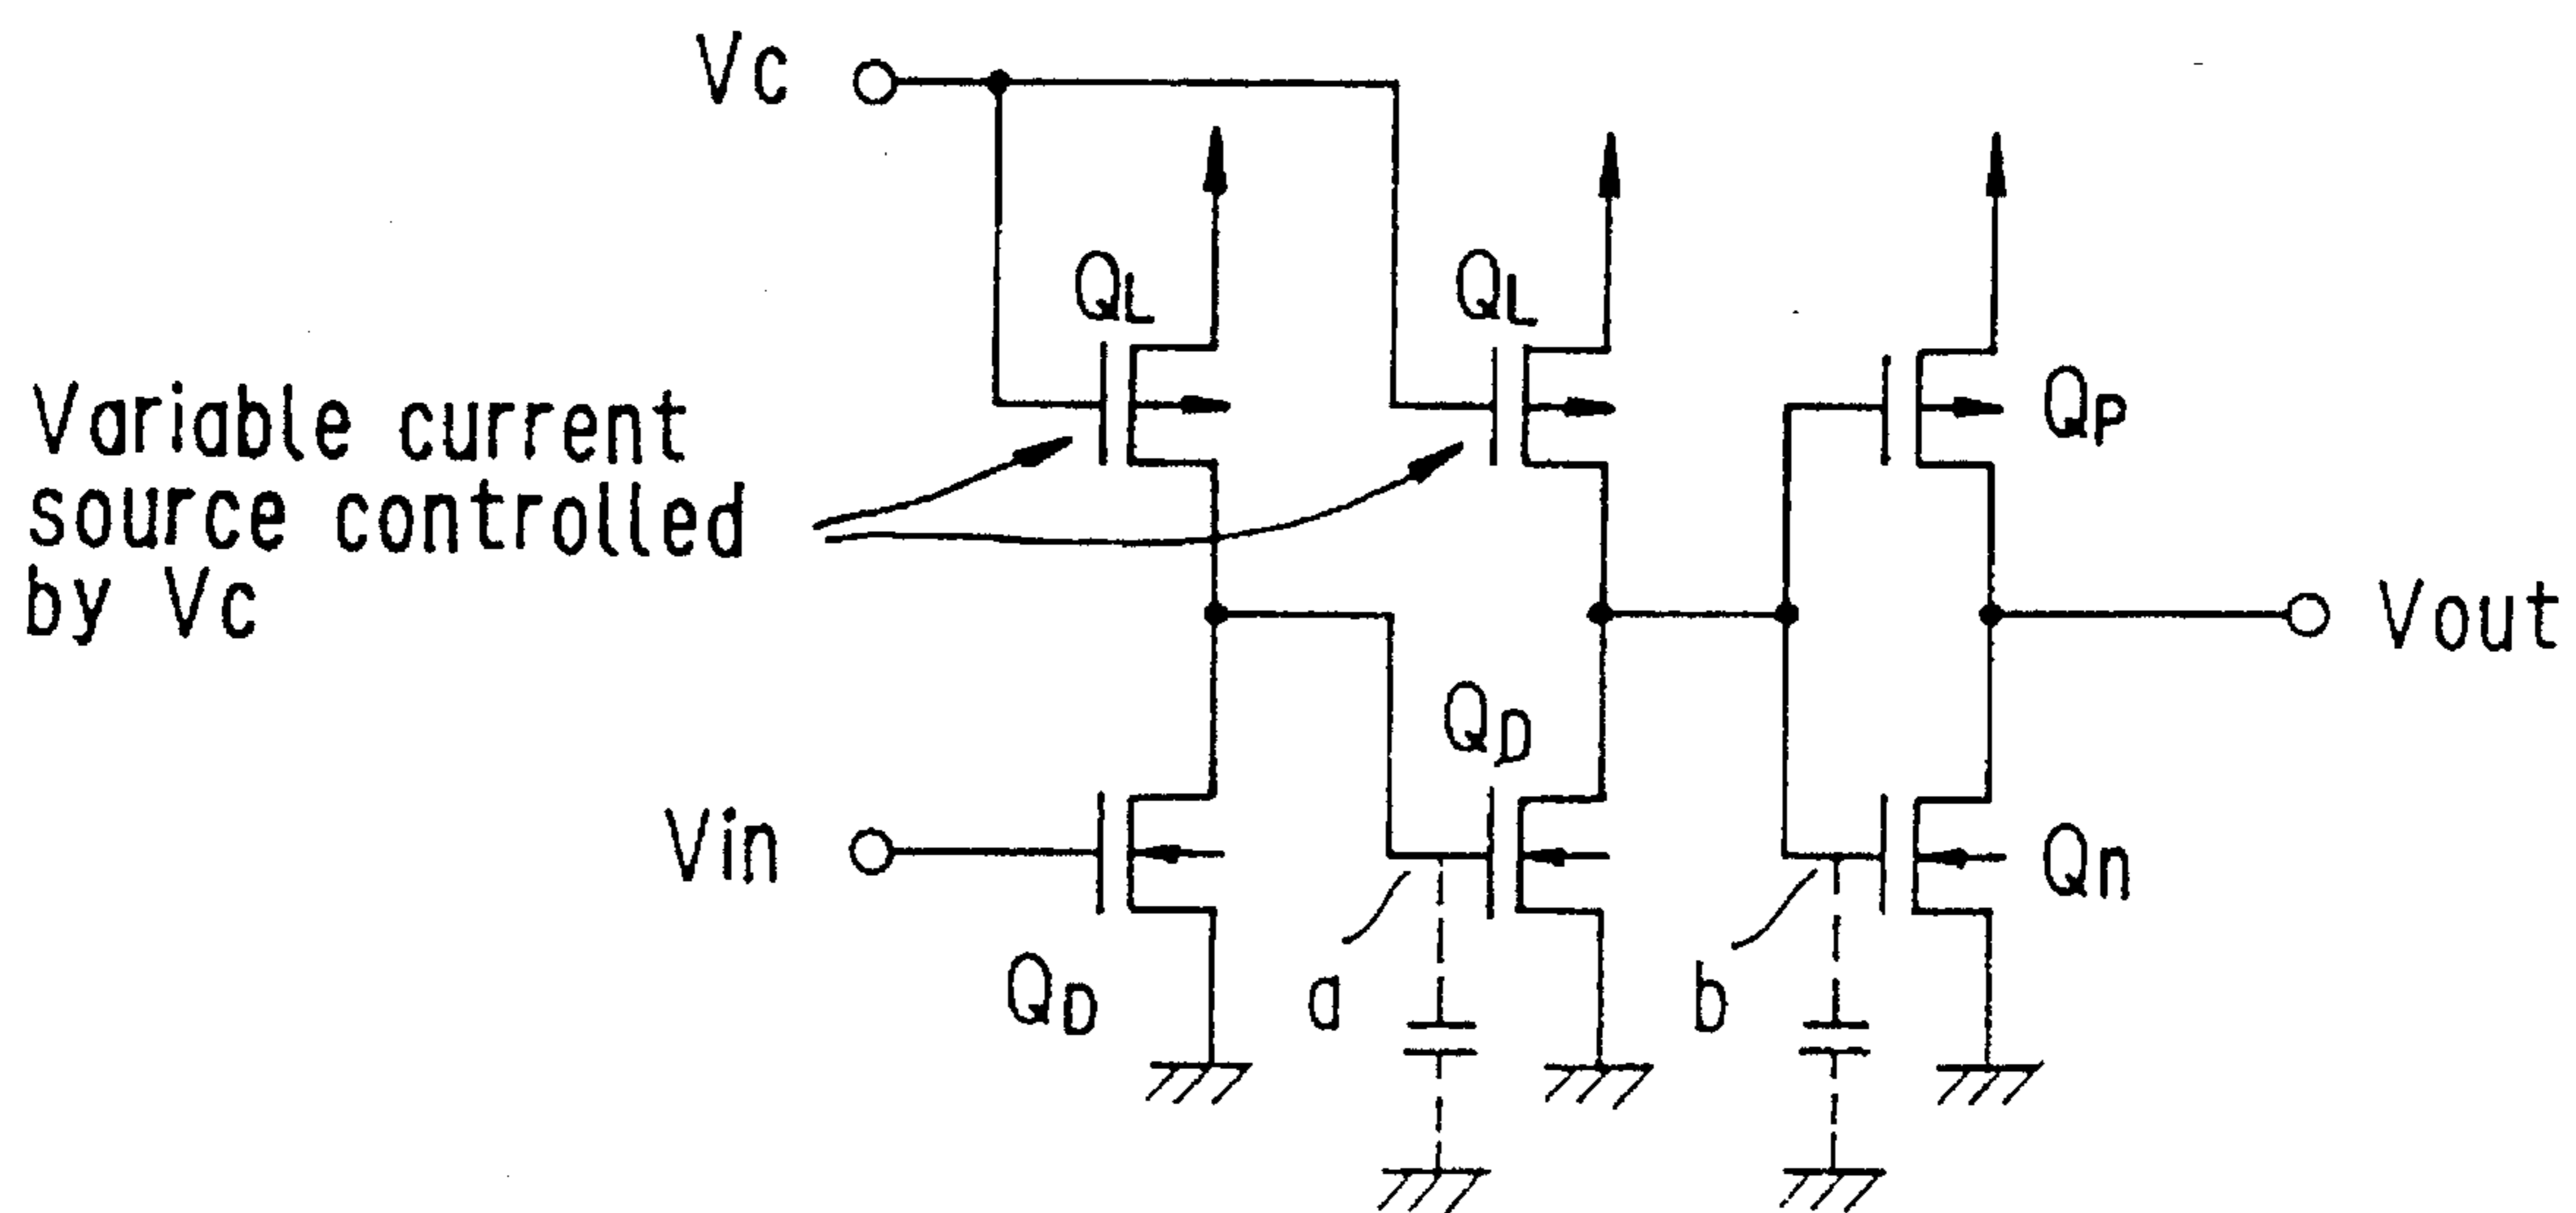 Vc
QL
QL
QP
Variable current
source controlled
by Vc
Vout
QD
Vin
Qn
QD
a
b